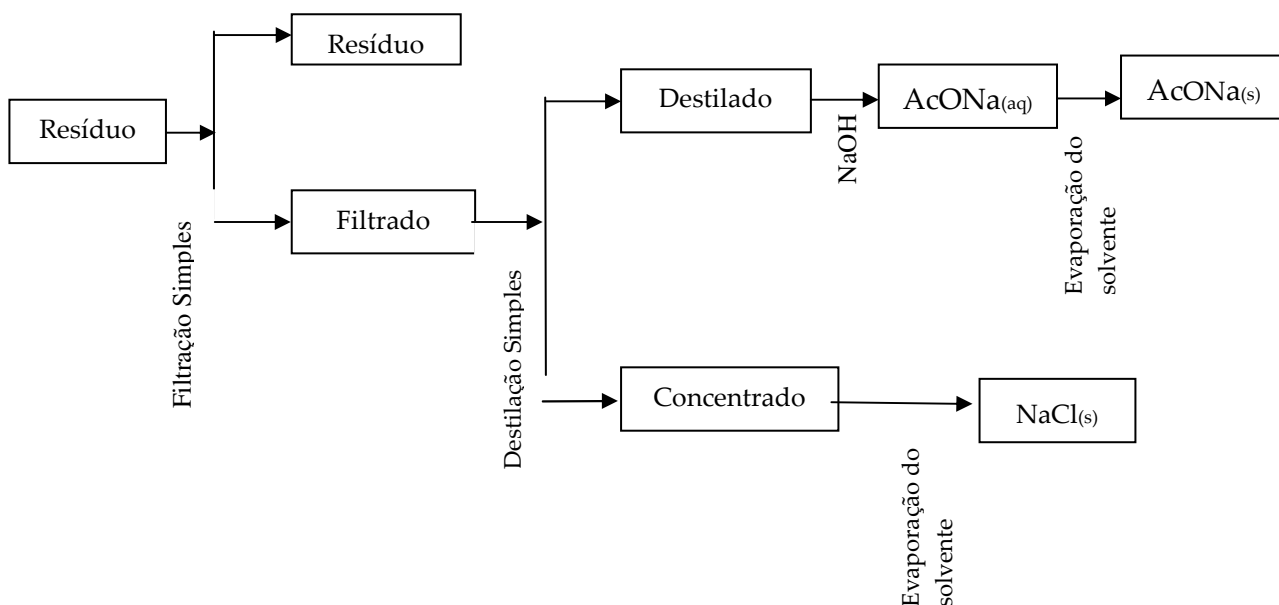 Resíduo
Filtração Simples
Resíduo
Filtrado
Destilação Simples
Destilado
NaOH
AcONa(aq)
Evaporação do
solvente
AcONa(s)
Concentrado
Evaporação do
solvente
NaCl(s)